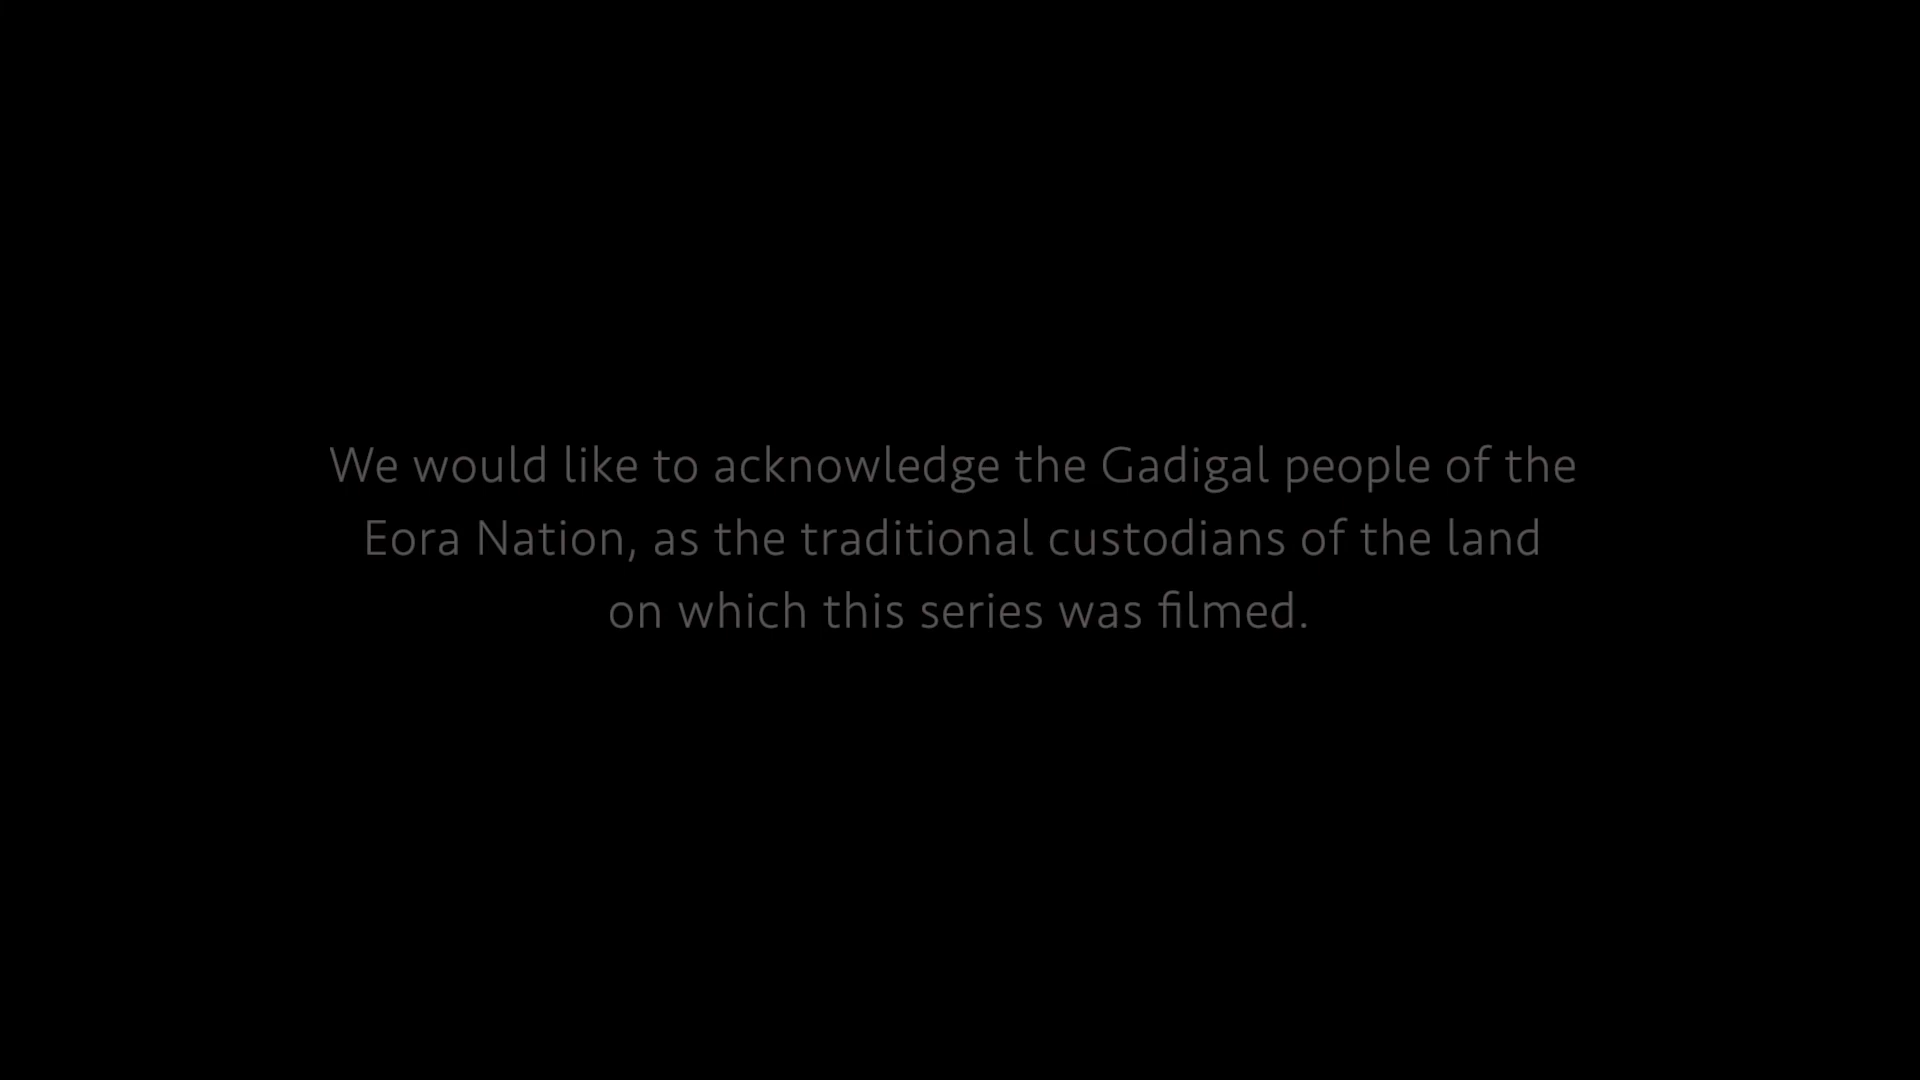 We would like to acknowledge the Gadigal people of the
Eora Nation, as the traditional custodians of the land
on which this series was filmed.